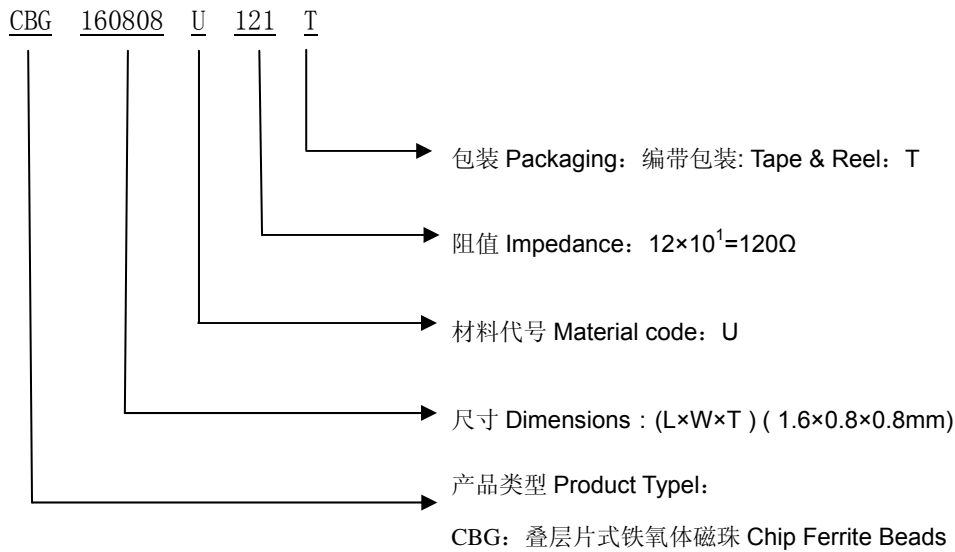 CBG 160808 U 121 T
包装 Packaging：编带包装: Tape & Reel：T
阻值 Impedance：12×10¹=120Ω
材料代号 Material code：U
尺寸 Dimensions：(L×W×T ) ( 1.6×0.8×0.8mm)
产品类型 Product Typel：
CBG：叠层片式铁氧体磁珠 Chip Ferrite Beads